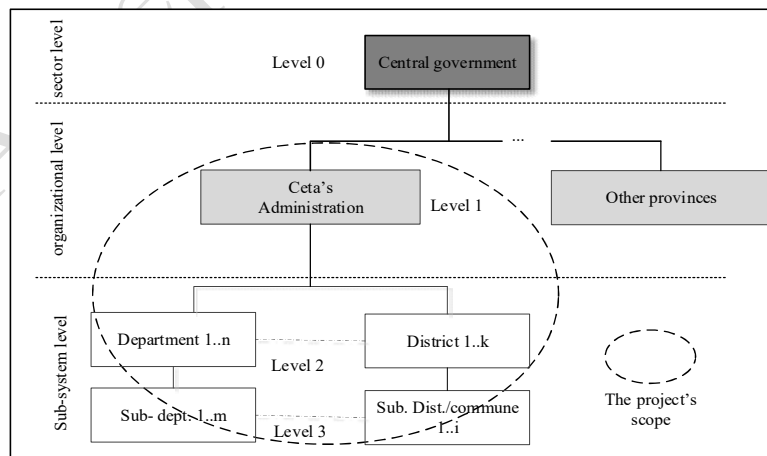 sector level
Level 0
Central government
...
organizational level
Ceta's
Administration
Level 1
Other provinces
Sub-system level
Department 1..n
District 1..k
Level 2
Sub- dept. 1..m
Sub. Dist./commune
1..i
Level 3
The project's
scope